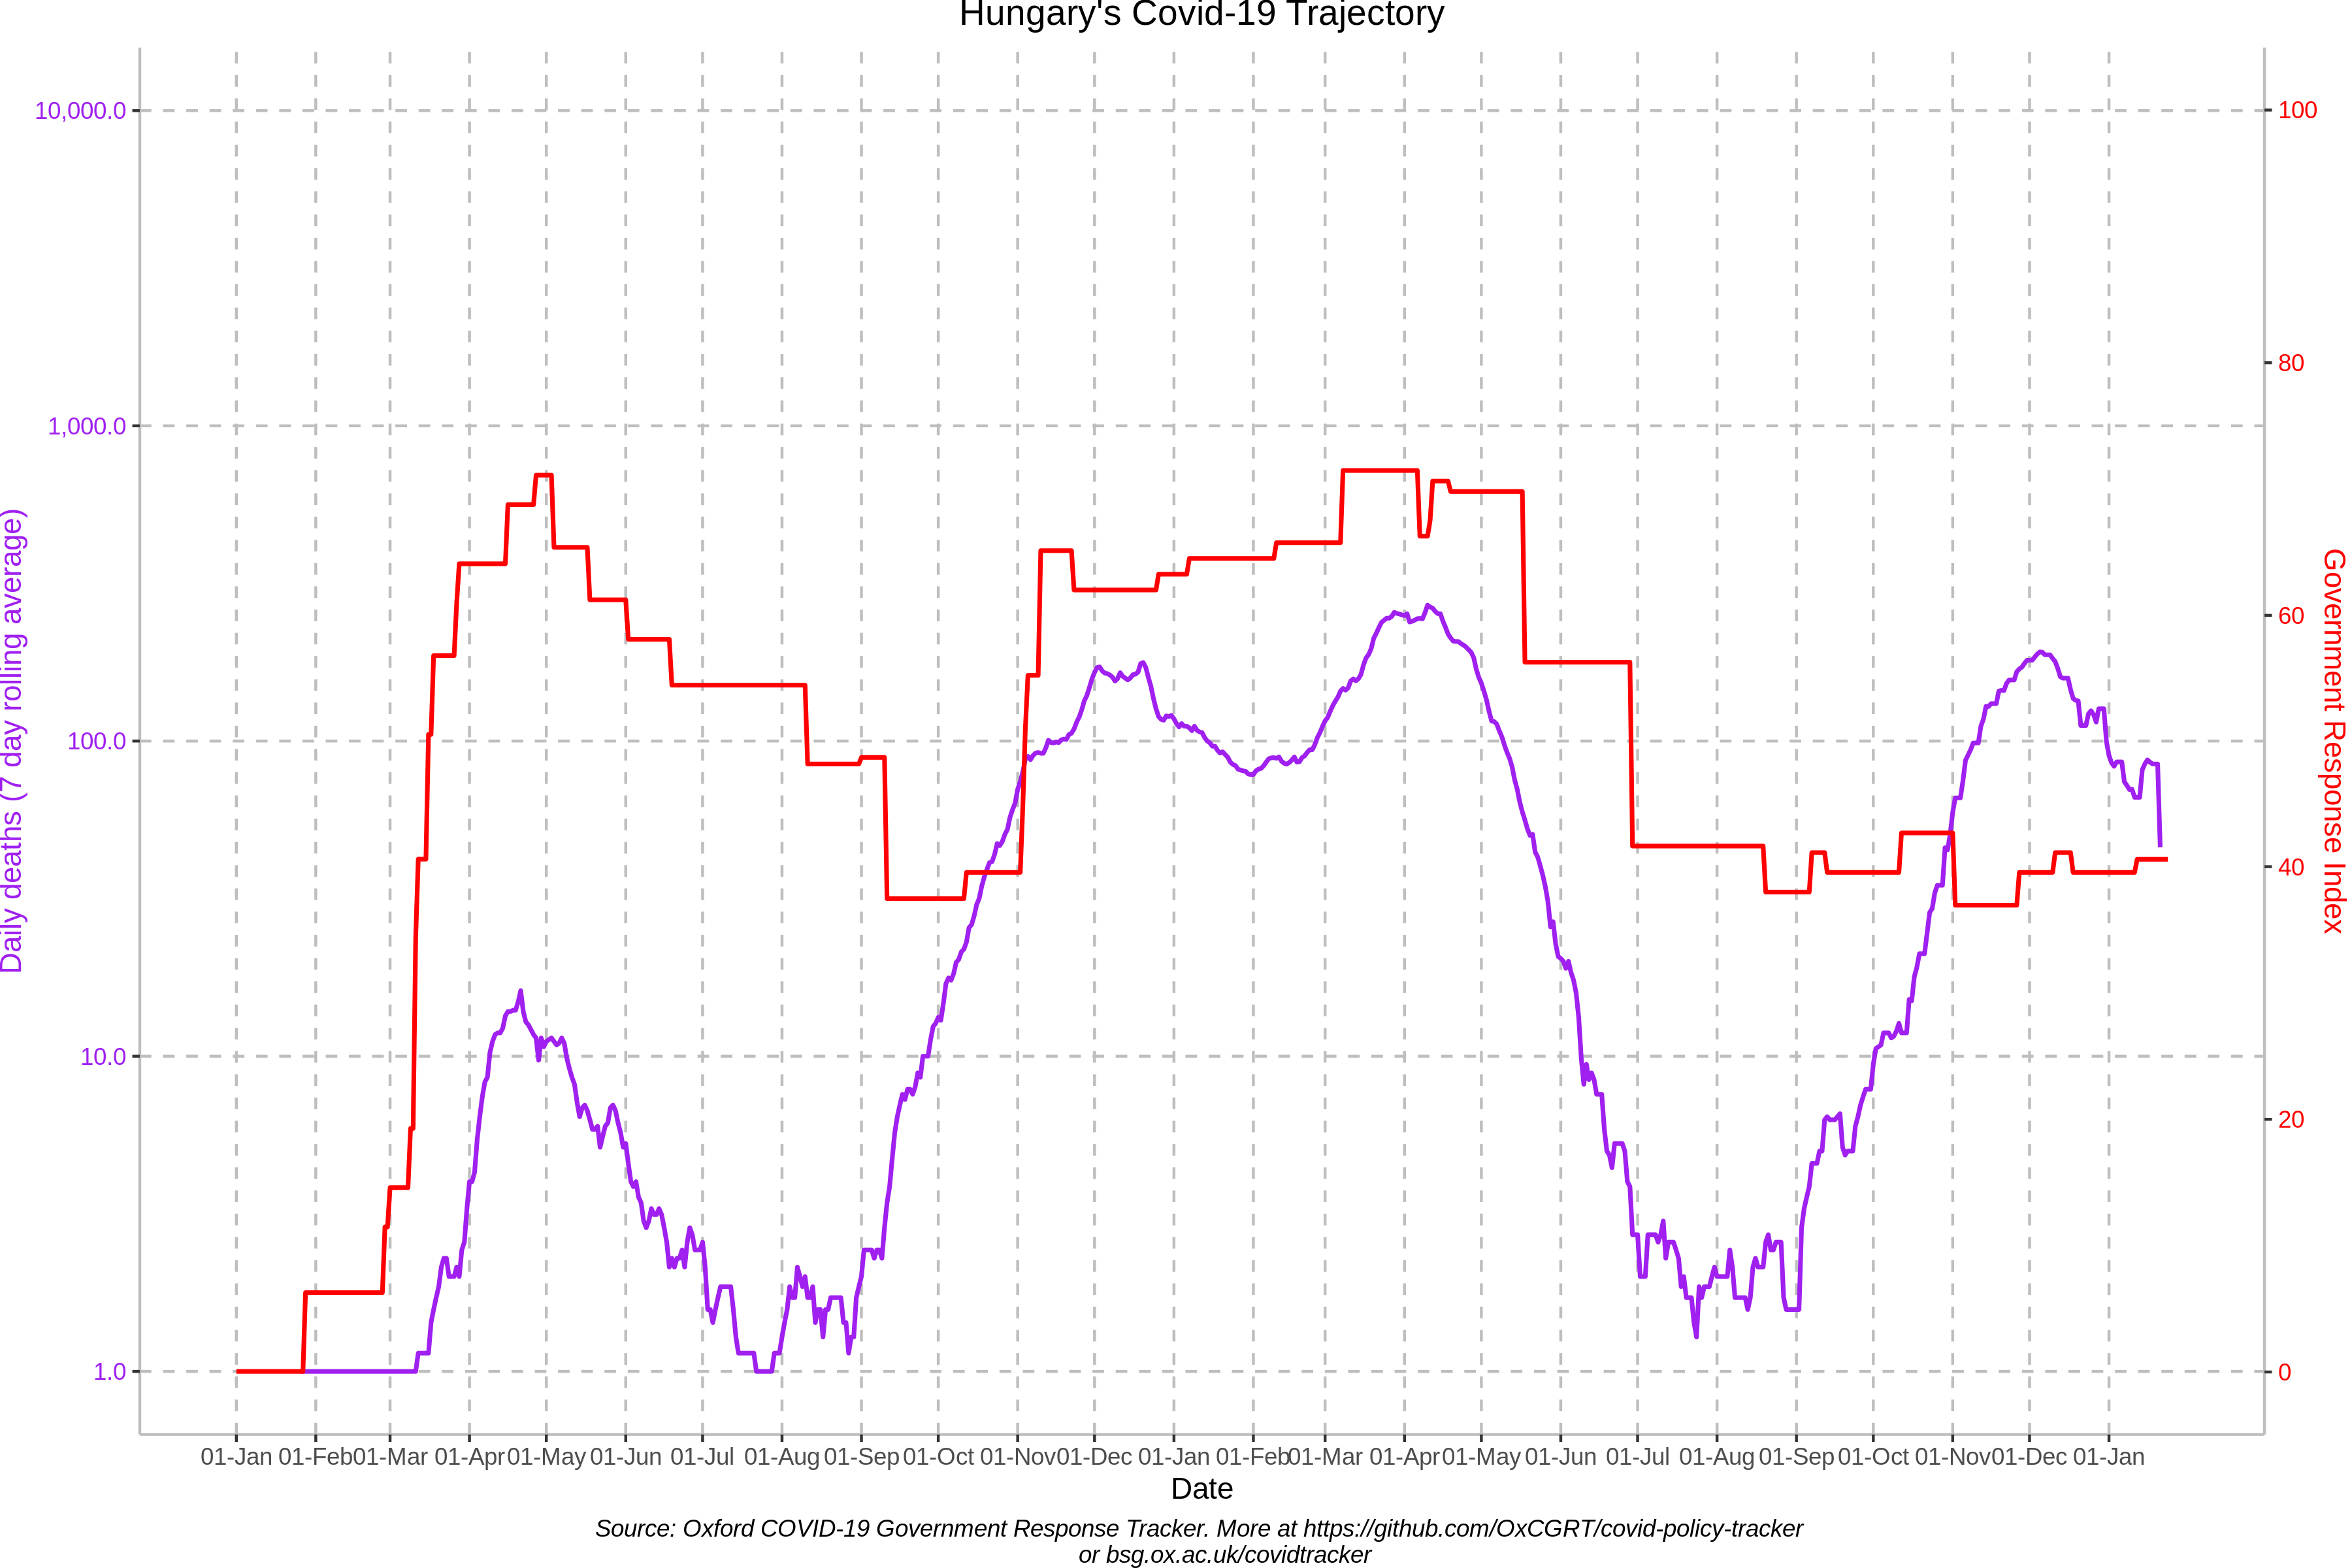 Hungary's Covid-19 Trajectory
10,000.0
1,000.0
100.0
10.0
1.0
Daily deaths (7 day rolling average)
100
80
60
40
20
0
Government Response Index
01-Jan 01-Feb 01-Mar 01-Apr 01-May 01-Jun 01-Jul 01-Aug 01-Sep 01-Oct 01-Nov 01-Dec 01-Jan 01-Feb 01-Mar 01-Apr 01-May 01-Jun 01-Jul 01-Aug 01-Sep 01-Oct 01-Nov 01-Dec 01-Jan
Date
Source: Oxford COVID-19 Government Response Tracker. More at https://github.com/OxCGRT/covid-policy-tracker
or bsg.ox.ac.uk/covidtracker